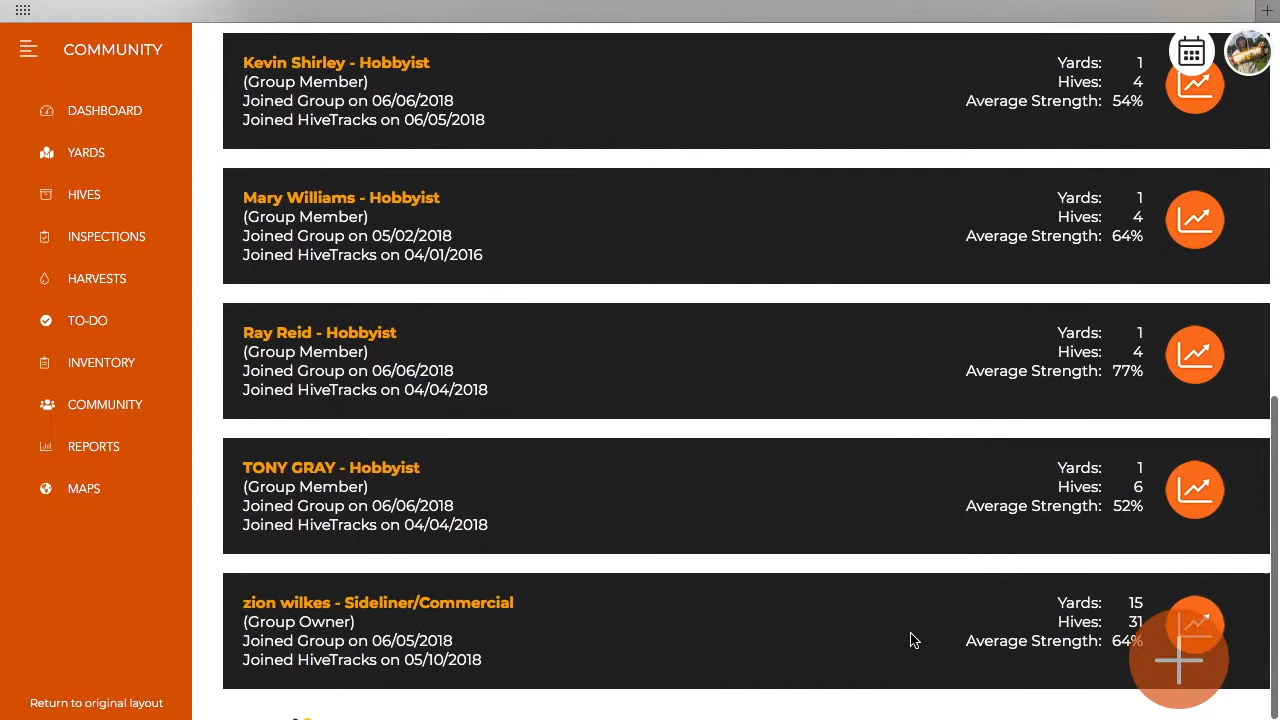 COMMUNITY
DASHBOARD
YARDS
HIVES
INSPECTIONS
HARVESTS
TO-DO
INVENTORY
COMMUNITY
REPORTS
MAPS
Return to original layout
Kevin Shirley - Hobbyist
(Group Member)
Joined Group on 06/06/2018
Joined HiveTracks on 06/05/2018
Yards: 1
Hives: 4
Average Strength: 54%
Mary Williams - Hobbyist
(Group Member)
Joined Group on 05/02/2018
Joined HiveTracks on 04/01/2016
Yards: 1
Hives: 4
Average Strength: 64%
Ray Reid - Hobbyist
(Group Member)
Joined Group on 06/06/2018
Joined HiveTracks on 04/04/2018
Yards: 1
Hives: 4
Average Strength: 77%
TONY GRAY - Hobbyist
(Group Member)
Joined Group on 06/06/2018
Joined HiveTracks on 04/04/2018
Yards: 1
Hives: 6
Average Strength: 52%
zion wilkes - Sideliner/Commercial
(Group Owner)
Joined Group on 06/05/2018
Joined HiveTracks on 05/10/2018
Yards: 15
Hives: 31
Average Strength: 64%